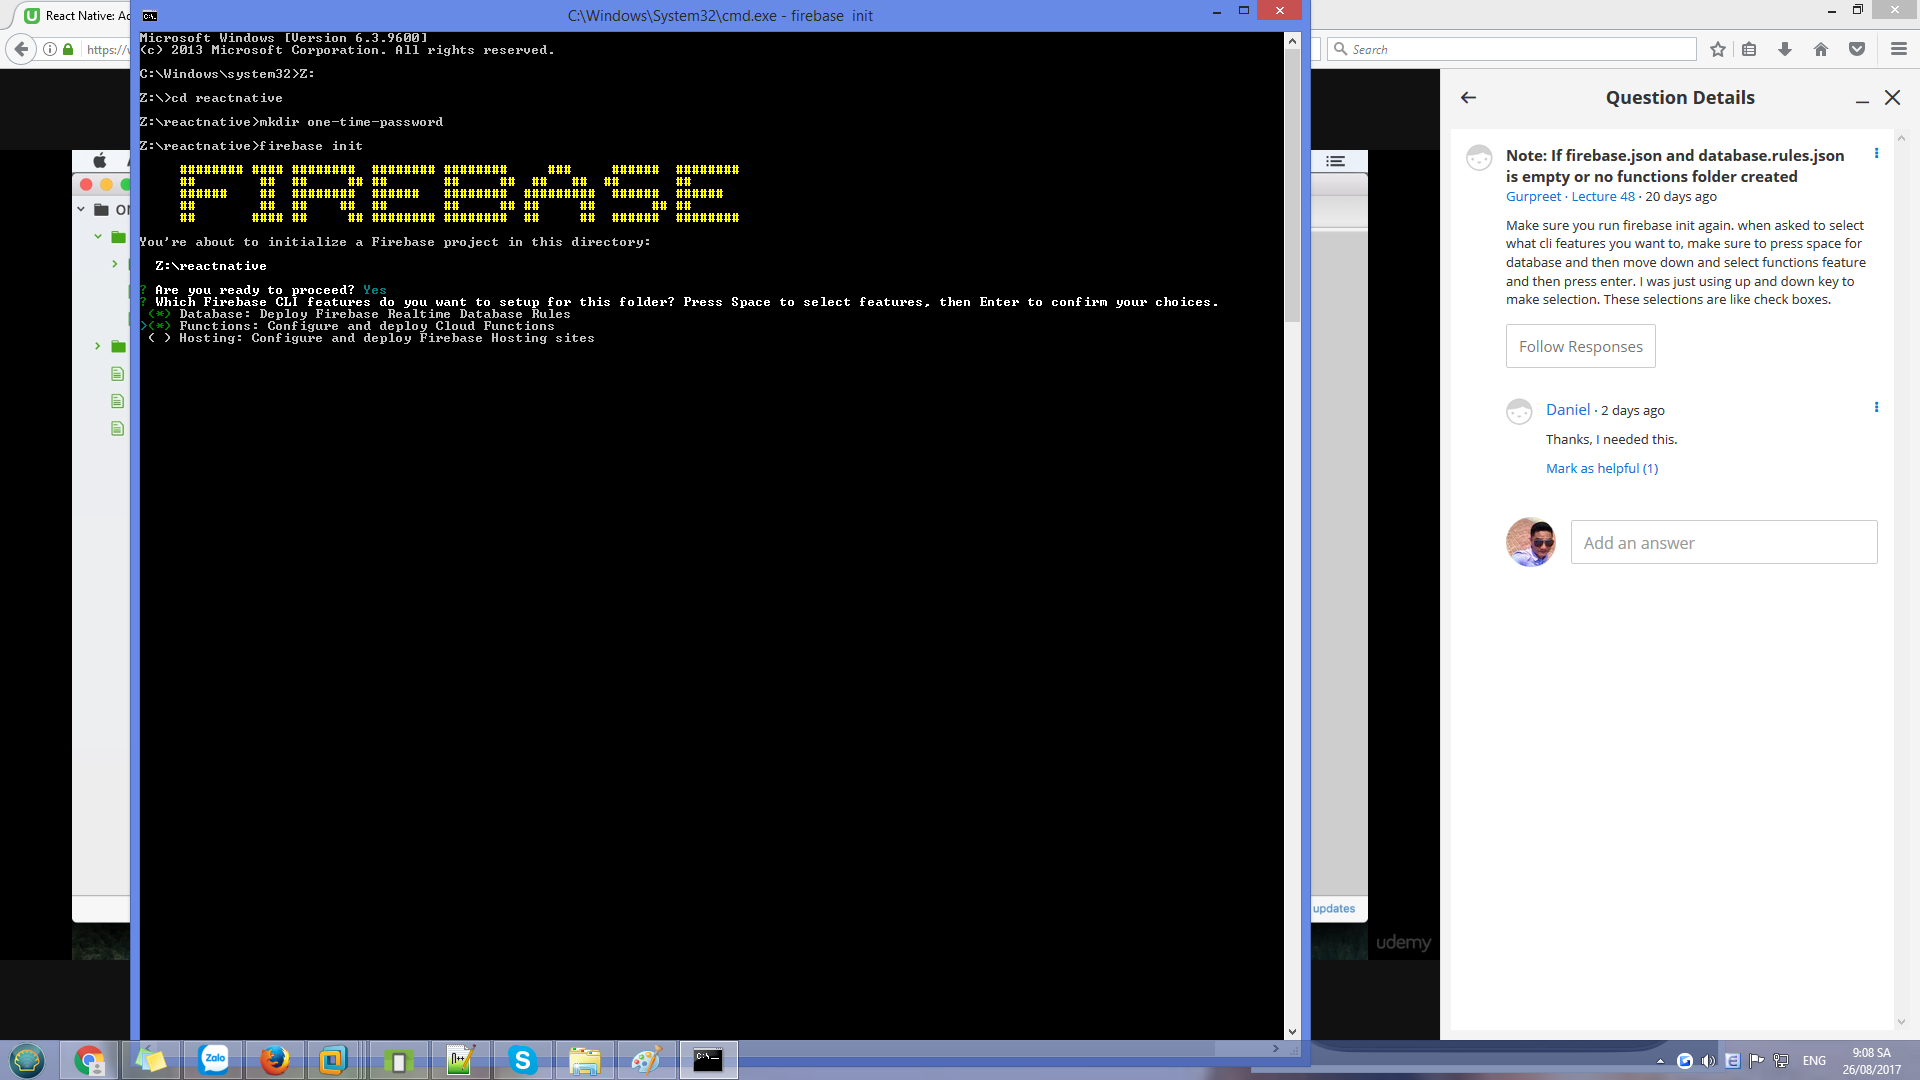 React Native: Ad
C:\Windows\System32\cmd.exe - firebase  init
https://
Search
Microsoft Windows [Version 6.3.9600]
(c) 2013 Microsoft Corporation. All rights reserved.
C:\Windows\system32>Z:
Z:\>cd reactnative
Z:\reactnative>mkdir one-time-password
Z:\reactnative>firebase init
FIREBASE
You're about to initialize a Firebase project in this directory:
Z:\reactnative
? Are you ready to proceed? Yes
? Which Firebase CLI features do you want to setup for this folder? Press Space to select features, then Enter to confirm your choices.
(*) Database: Deploy Firebase Realtime Database Rules
>(*) Functions: Configure and deploy Cloud Functions
( ) Hosting: Configure and deploy Firebase Hosting sites
updates
udemy
Question Details
Note: If firebase.json and database.rules.json
is empty or no functions folder created
Gurpreet · Lecture 48 · 20 days ago
Make sure you run firebase init again. when asked to select
what cli features you want to, make sure to press space for
database and then move down and select functions feature
and then press enter. I was just using up and down key to
make selection. These selections are like check boxes.
Follow Responses
Daniel · 2 days ago
Thanks, I needed this.
Mark as helpful (1)
Add an answer
Zalo
ENG
9:08 SA
26/08/2017